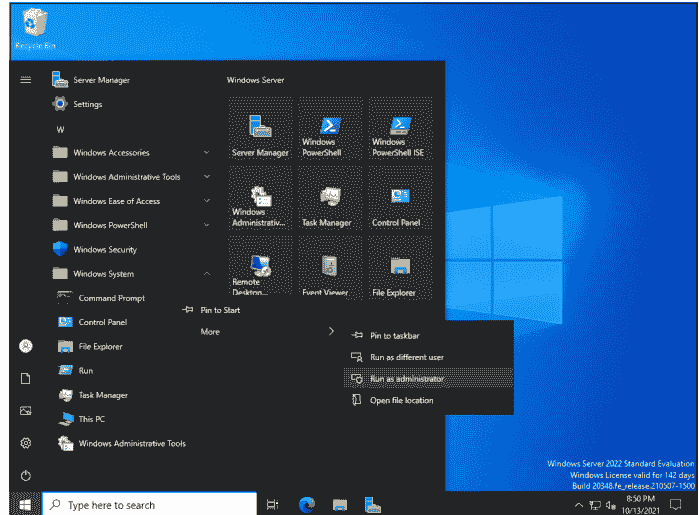 Recycle Bin
Server Manager
Settings
W
Windows Accessories
Windows Administrative Tools
Windows Ease of Access
Windows PowerShell
Windows Security
Windows System
Command Prompt
Control Panel
File Explorer
Run
Task Manager
This PC
Windows Administrative Tools
Windows Server
Server Manager
Windows
PowerShell
Windows
PowerShell ISE
Windows
Administrativ...
Task Manager
Control Panel
Remote
Desktop...
Event Viewer
File Explorer
Pin to Start
More
Pin to taskbar
Run as different user
Run as administrator
Open file location
Windows Server 2022 Standard Evaluation
Windows License valid for 142 days
Build 20348.fe_release.210507-1500
Type here to search
8:50 PM
10/13/2021